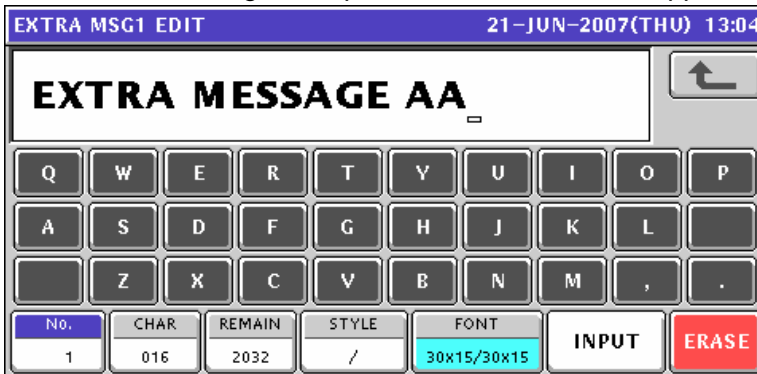 EXTRA MSG1 EDIT 21-JUN-2007(THU) 13:04
EXTRA MESSAGE AA_
Q W E R T Y U I O P
A S D F G H J K L
Z X C V B N M , .
No. CHAR REMAIN STYLE FONT
1 016 2032 / 30x15/30x15 INPUT ERASE